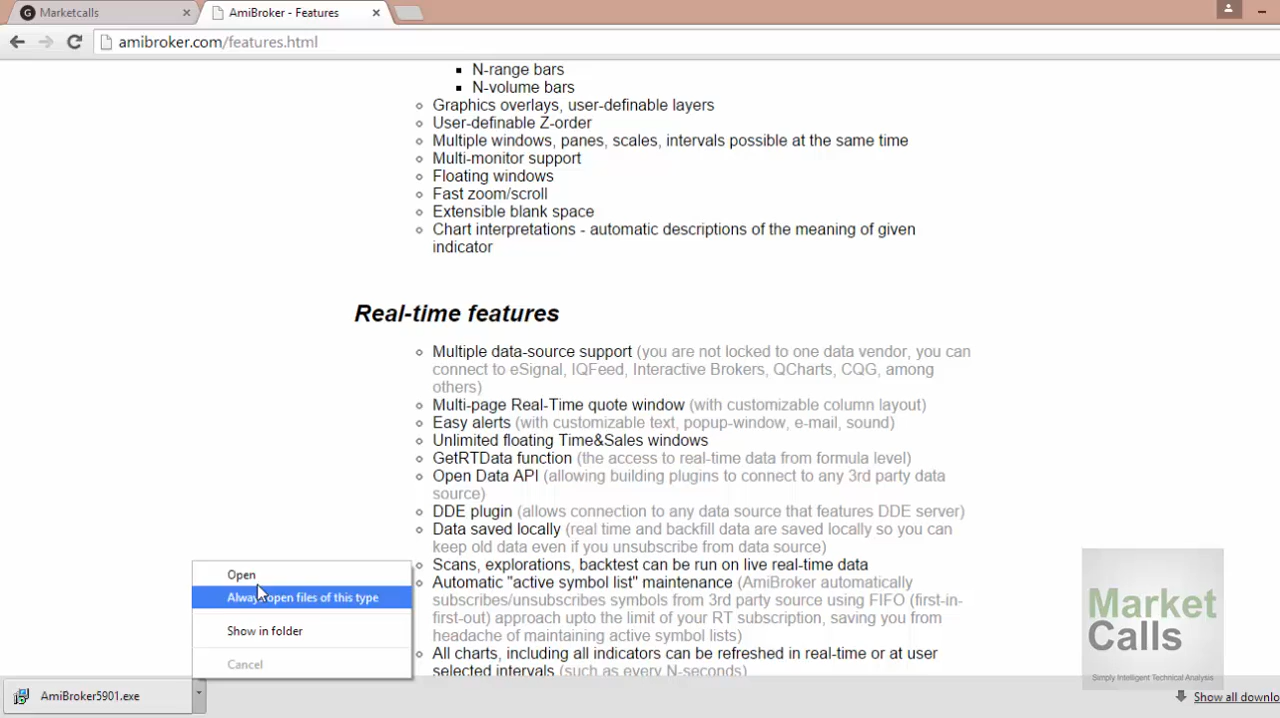 Marketcalls
AmiBroker - Features
amibroker.com/features.html
N-range bars
N-volume bars
Graphics overlays, user-definable layers
User-definable Z-order
Multiple windows, panes, scales, intervals possible at the same time
Multi-monitor support
Floating windows
Fast zoom/scroll
Extensible blank space
Chart interpretations - automatic descriptions of the meaning of given
indicator
Real-time features
Multiple data-source support (you are not locked to one data vendor, you can
connect to eSignal, IQFeed, Interactive Brokers, QCharts, CQG, among
others)
Multi-page Real-Time quote window (with customizable column layout)
Easy alerts (with customizable text, popup-window, e-mail, sound)
Unlimited floating Time&Sales windows
GetRTData function (the access to real-time data from formula level)
Open Data API (allowing building plugins to connect to any 3rd party data
source)
DDE plugin (allows connection to any data source that features DDE server)
Data saved locally (real time and backfill data are saved locally so you can
keep old data even if you unsubscribe from data source)
Scans, explorations, backtest can be run on live real-time data
Automatic "active symbol list" maintenance (AmiBroker automatically
subscribes/unsubscribes symbols from 3rd party source using FIFO (first-in-
first-out) approach upto the limit of your RT subscription, saving you from
headache of maintaining active symbol lists)
All charts, including all indicators can be refreshed in real-time or at user
selected intervals (such as every N-seconds)
Open
Always open files of this type
Show in folder
Cancel
AmiBroker5901.exe
Market
Calls
Simply Intelligent Technical Analysis
Show all downlo